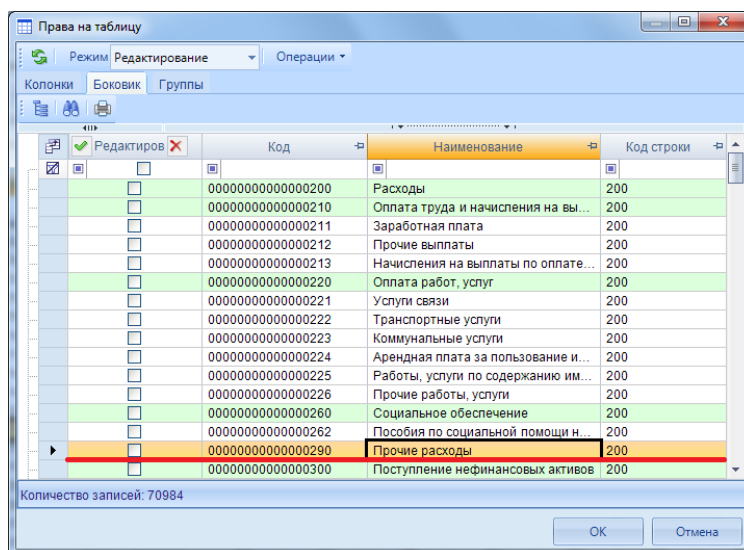 Права на таблицу
Режим Редактирование Операции
Колонки Боковик Группы
Редактиров Код Наименование Код строки
00000000000000200 Расходы 200
00000000000000210 Оплата труда и начисления на вы... 200
00000000000000211 Заработная плата 200
00000000000000212 Прочие выплаты 200
00000000000000213 Начисления на выплаты по оплате... 200
00000000000000220 Оплата работ, услуг 200
00000000000000221 Услуги связи 200
00000000000000222 Транспортные услуги 200
00000000000000223 Коммунальные услуги 200
00000000000000224 Арендная плата за пользование и... 200
00000000000000225 Работы, услуги по содержанию им... 200
00000000000000226 Прочие работы, услуги 200
00000000000000260 Социальное обеспечение 200
00000000000000262 Пособия по социальной помощи н... 200
00000000000000290 Прочие расходы 200
00000000000000300 Поступление нефинансовых активов 200
Количество записей: 70984
OK Отмена